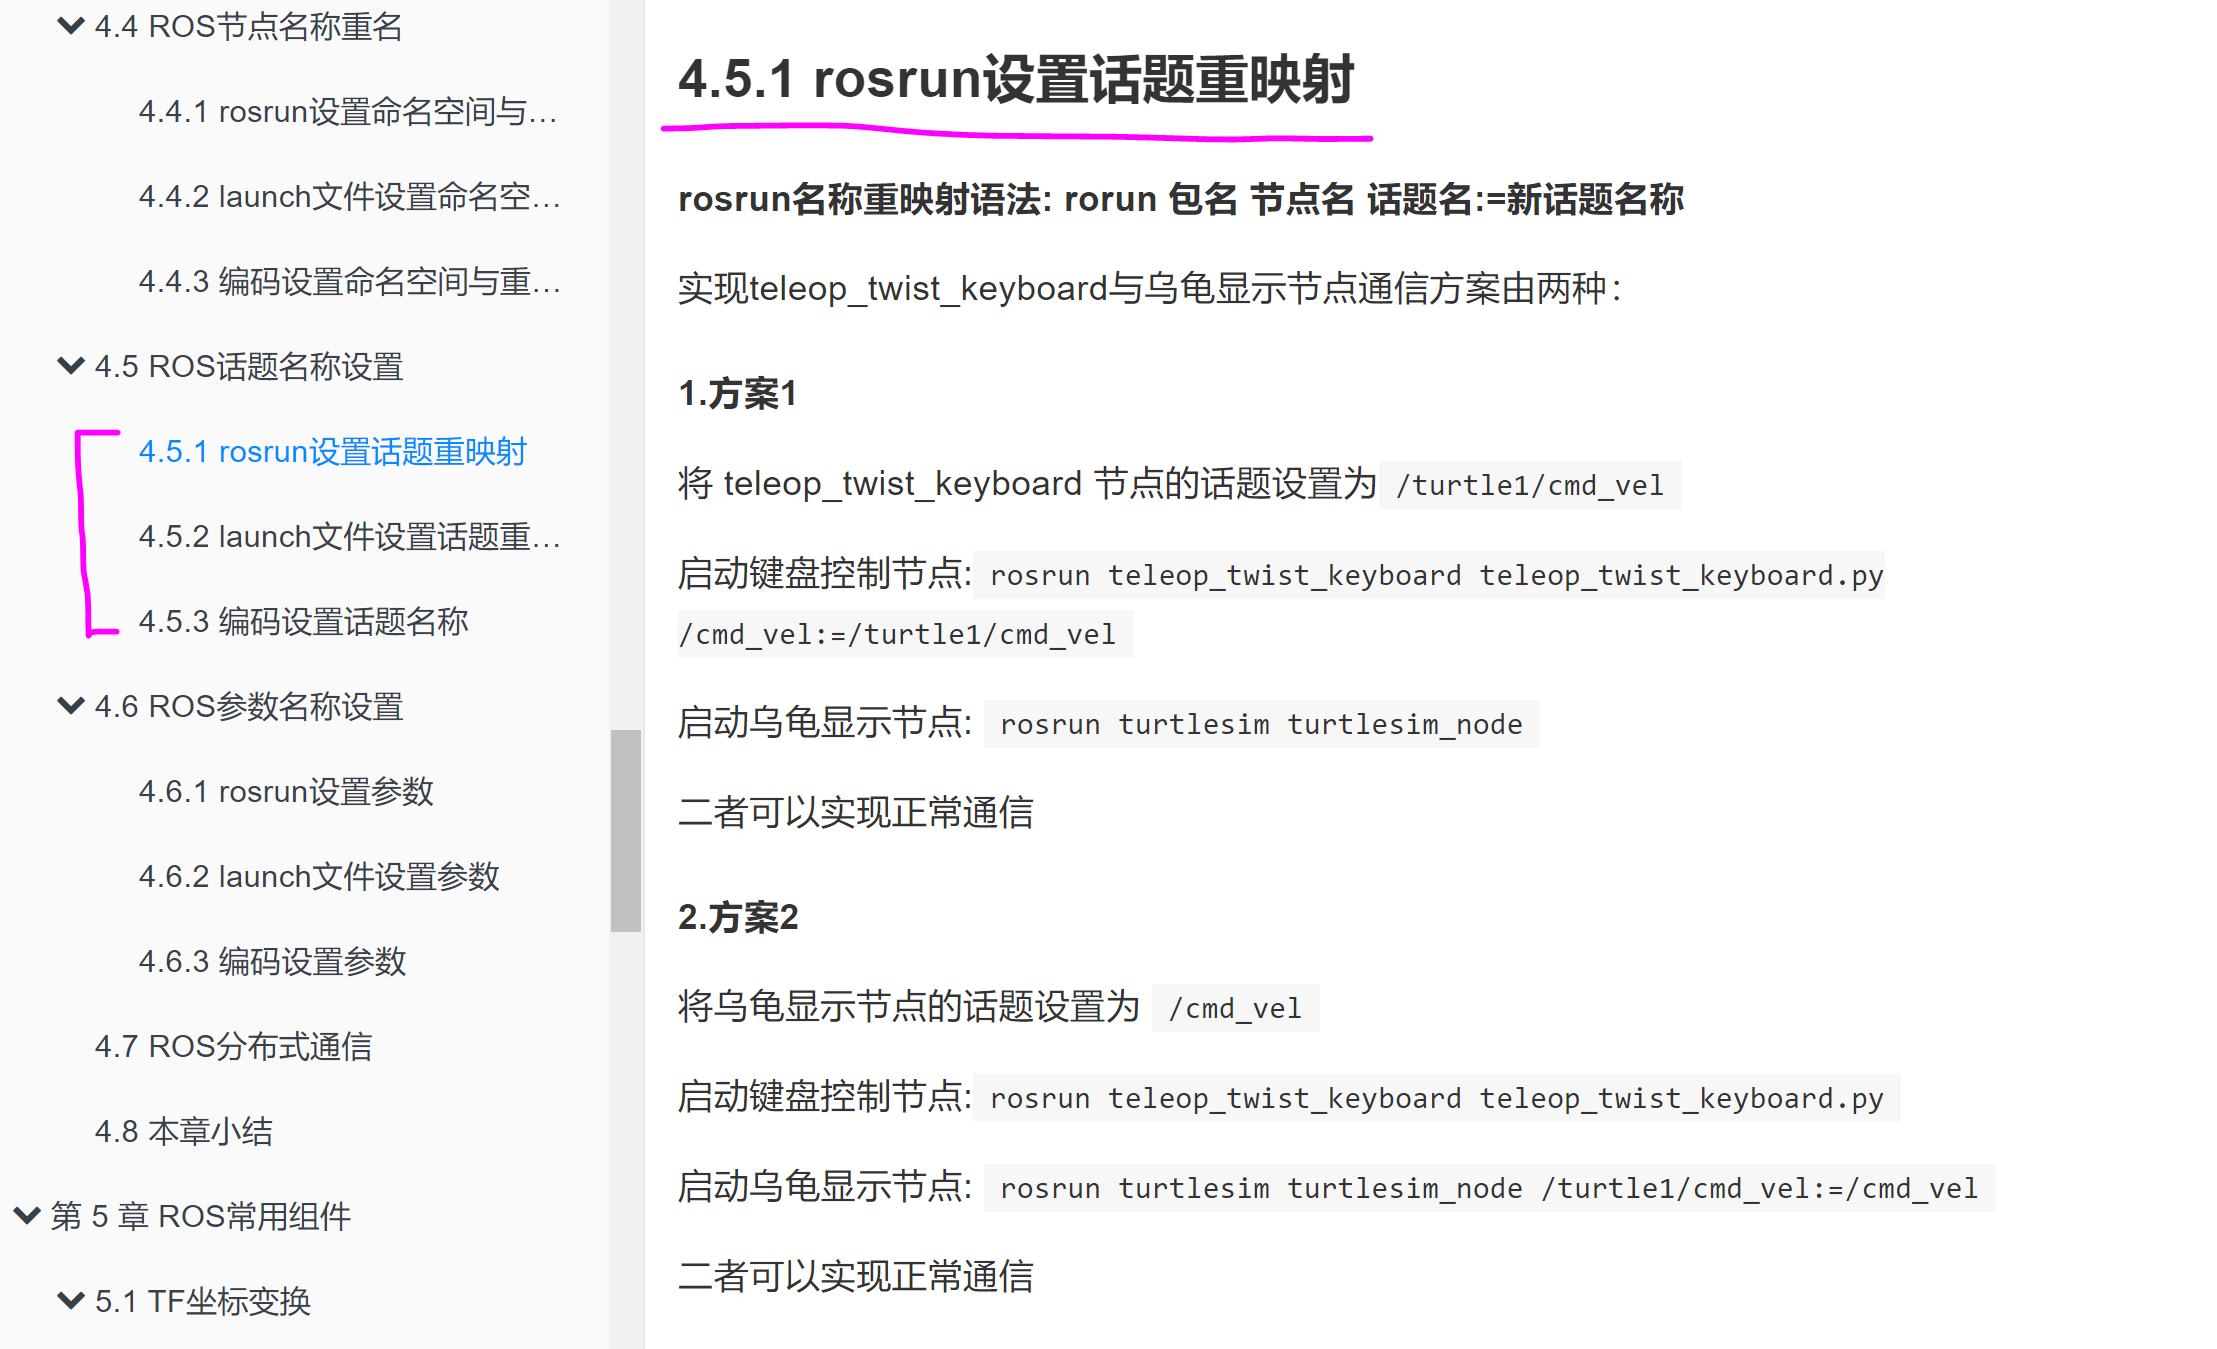 4.4 ROS节点名称重名
4.4.1 rosrun设置命名空间与…
4.4.2 launch文件设置命名空…
4.4.3 编码设置命名空间与重…
4.5 ROS话题名称设置
4.5.1 rosrun设置话题重映射
4.5.2 launch文件设置话题重…
4.5.3 编码设置话题名称
4.6 ROS参数名称设置
4.6.1 rosrun设置参数
4.6.2 launch文件设置参数
4.6.3 编码设置参数
4.7 ROS分布式通信
4.8 本章小结
第 5 章 ROS常用组件
5.1 TF坐标变换
4.5.1 rosrun设置话题重映射
rosrun名称重映射语法: rorun 包名 节点名 话题名:=新话题名称
实现teleop_twist_keyboard与乌龟显示节点通信方案由两种：
1.方案1
将 teleop_twist_keyboard 节点的话题设置为 /turtle1/cmd_vel
启动键盘控制节点: rosrun teleop_twist_keyboard teleop_twist_keyboard.py
/cmd_vel:=/turtle1/cmd_vel
启动乌龟显示节点: rosrun turtlesim turtlesim_node
二者可以实现正常通信
2.方案2
将乌龟显示节点的话题设置为 /cmd_vel
启动键盘控制节点: rosrun teleop_twist_keyboard teleop_twist_keyboard.py
启动乌龟显示节点: rosrun turtlesim turtlesim_node /turtle1/cmd_vel:=/cmd_vel
二者可以实现正常通信